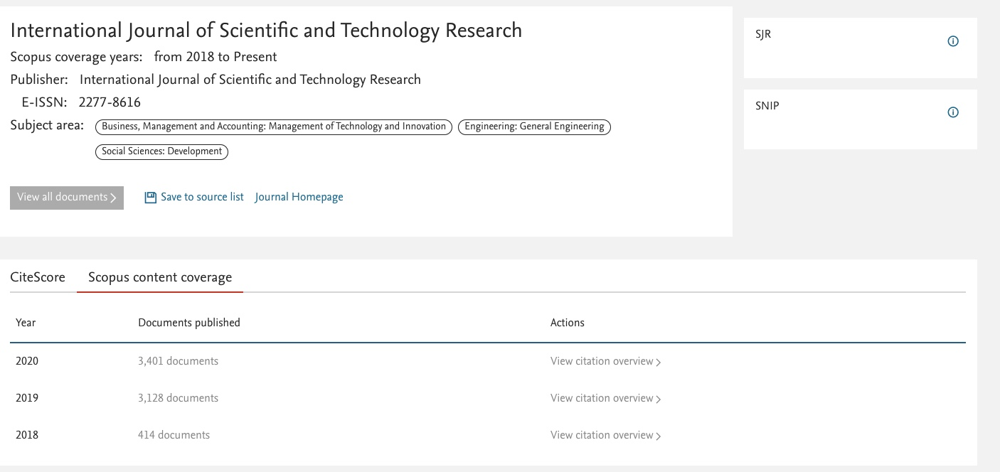 International Journal of Scientific and Technology Research
Scopus coverage years: from 2018 to Present
Publisher: International Journal of Scientific and Technology Research
E-ISSN: 2277-8616
Subject area: Business, Management and Accounting: Management of Technology and Innovation Engineering: General Engineering
Social Sciences: Development
View all documents
Save to source list Journal Homepage
SJR
SNIP
CiteScore Scopus content coverage
Year Documents published Actions
2020 3,401 documents View citation overview
2019 3,128 documents View citation overview
2018 414 documents View citation overview